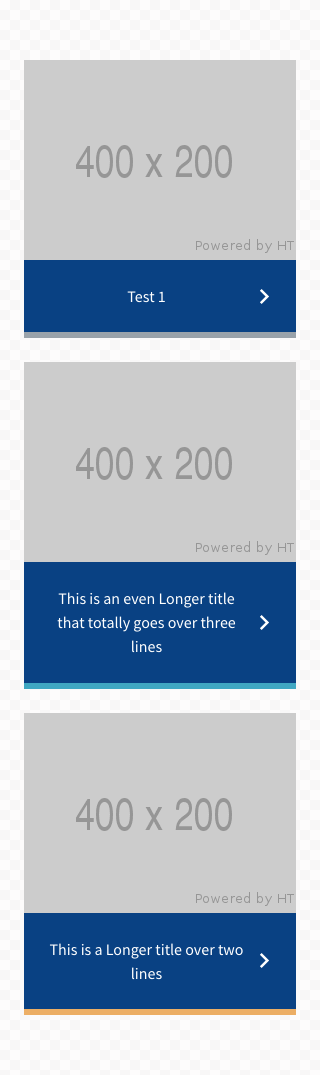 400 x 200
Powered by HT
Test 1
400 x 200
Powered by HT
This is an even Longer title
that totally goes over three
lines
400 x 200
Powered by HT
This is a Longer title over two
lines